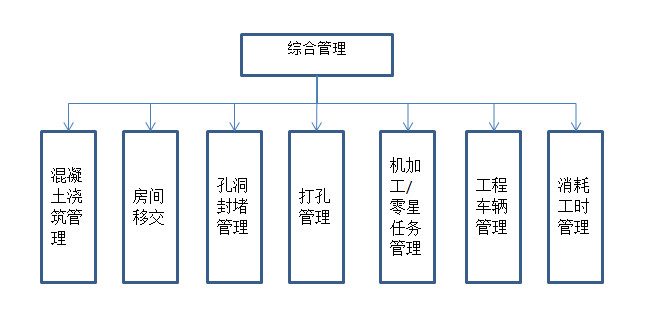 综合管理
混凝
土浇
筑管
理
房间
移交
孔洞
封堵
管理
打孔
管理
机加
工/
零星
任务
管理
工程
车辆
管理
消耗
工时
管理